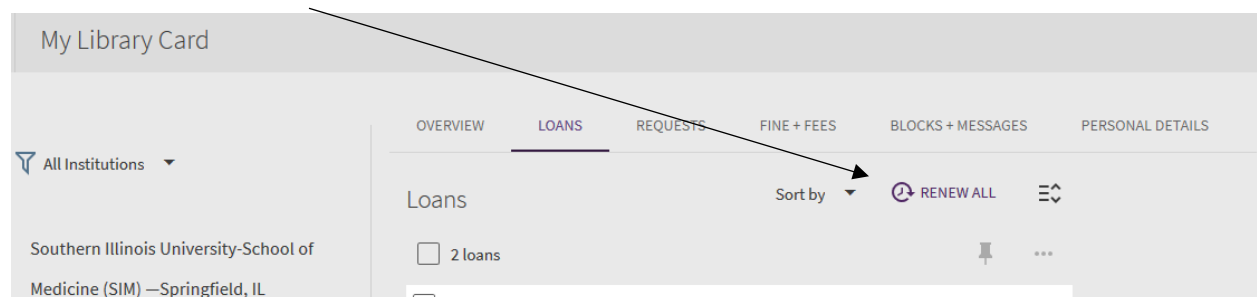 My Library Card
OVERVIEW LOANS REQUESTS FINE + FEES BLOCKS + MESSAGES PERSONAL DETAILS
All Institutions
Loans Sort by RENEW ALL
Southern Illinois University-School of
Medicine (SIM) —Springfield, IL
2 loans